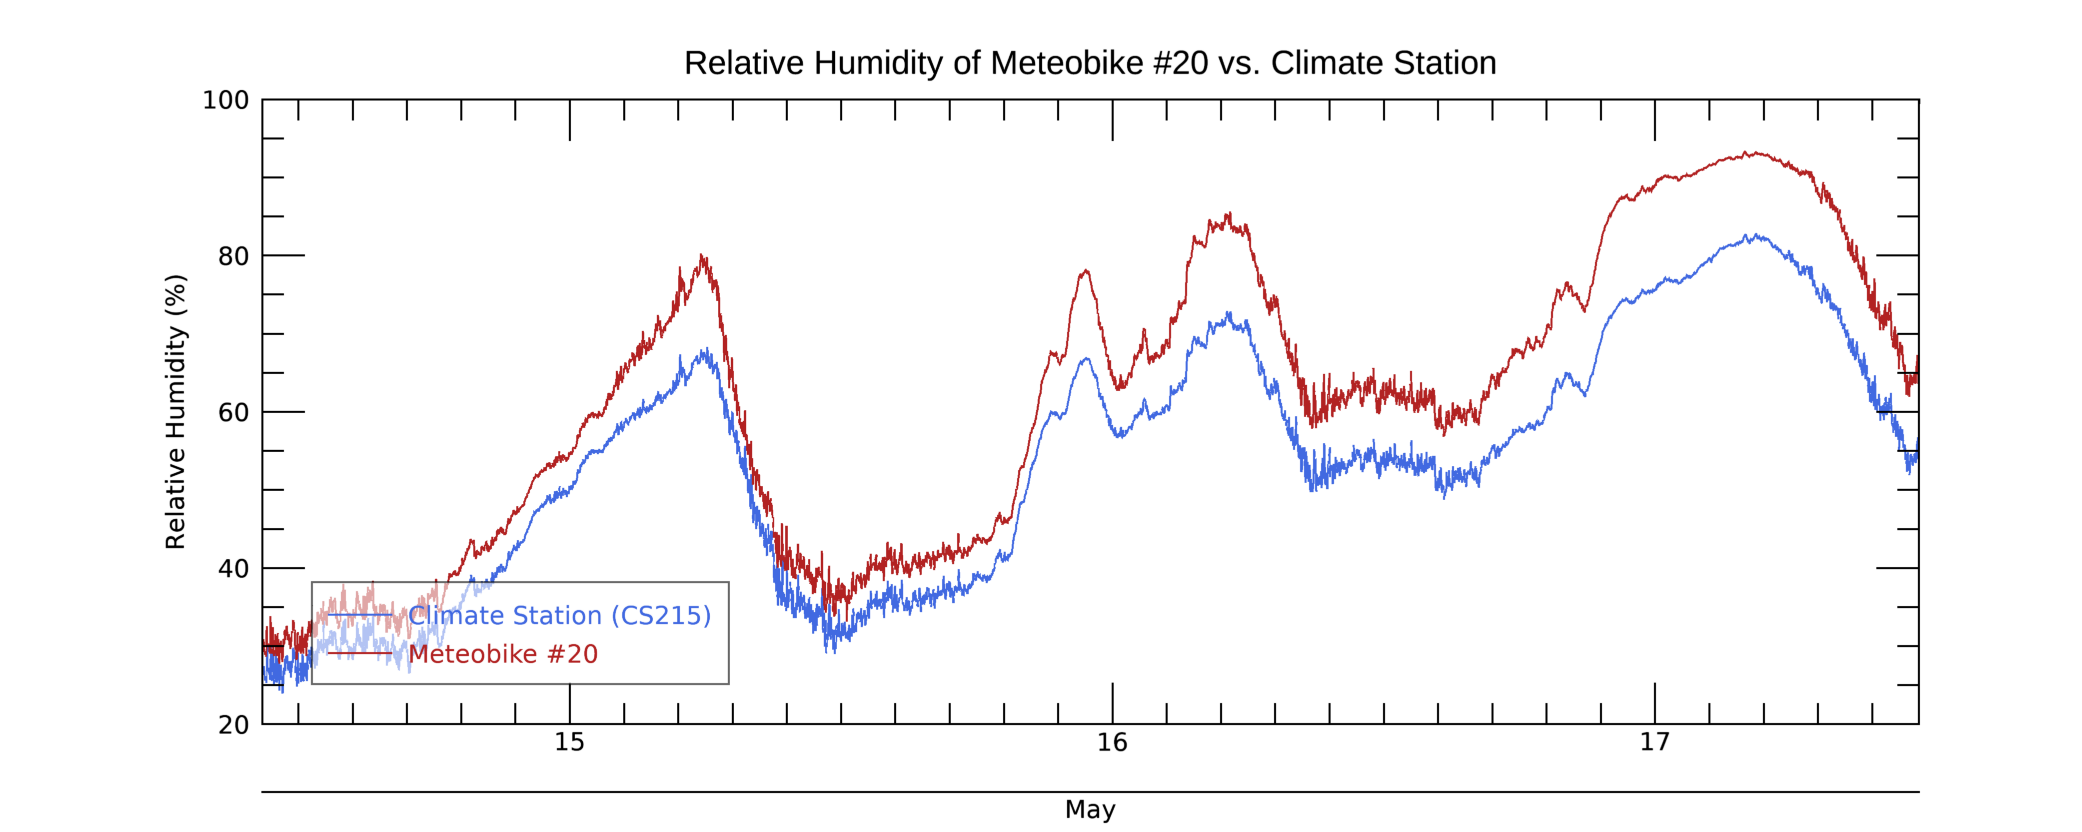 Relative Humidity of Meteobike #20 vs. Climate Station
100
80
60
40
20
Relative Humidity (%)
Climate Station (CS215)
Meteobike #20
15
16
17
May